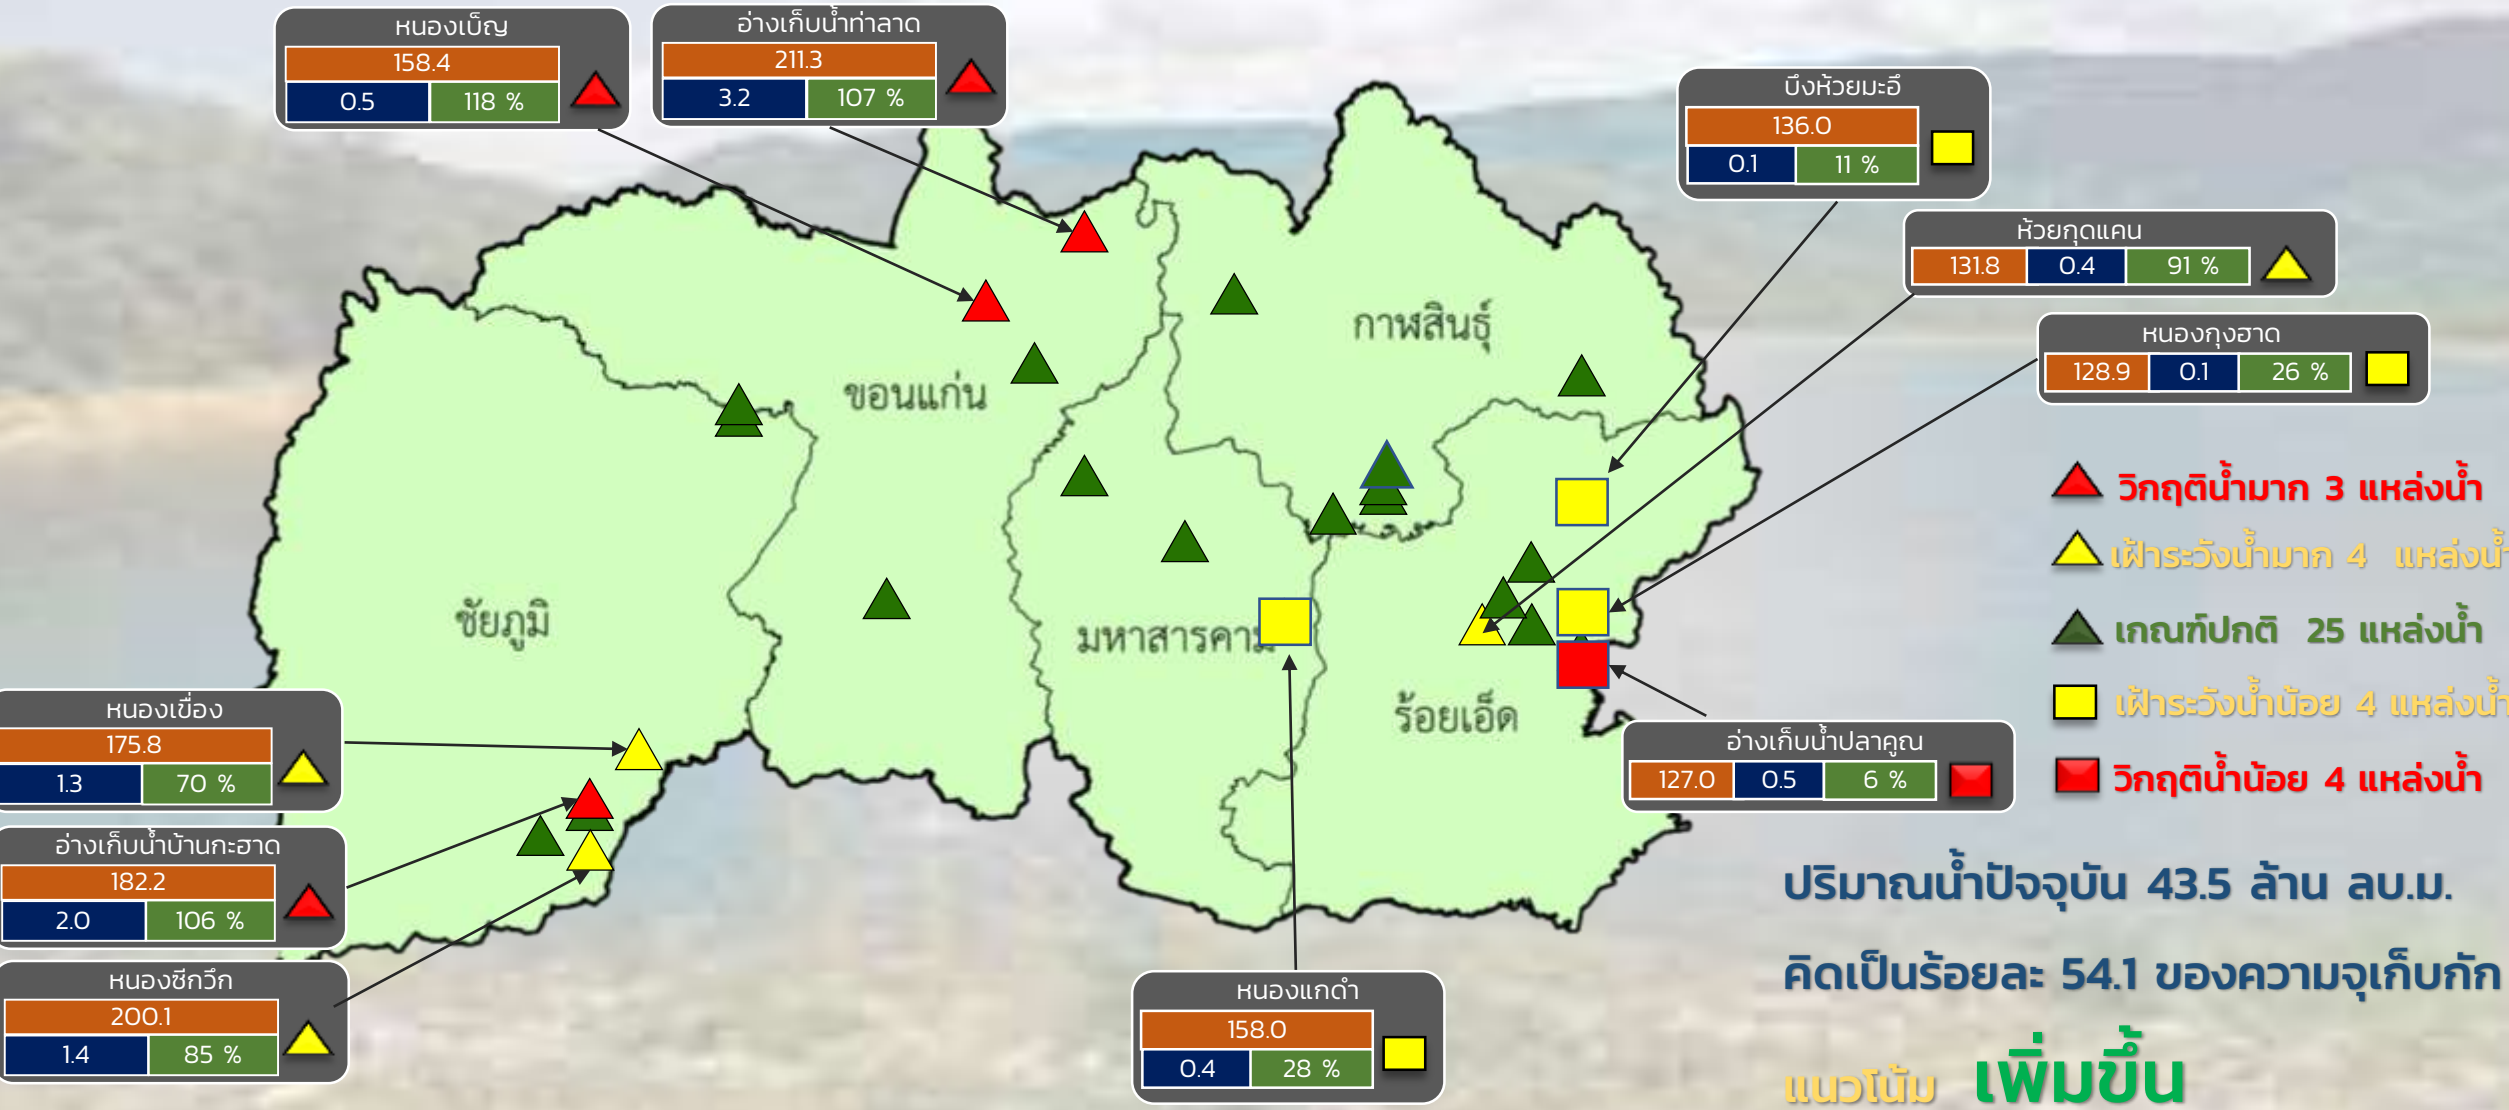 หนองเบ็ญ
158.4
0.5 118 %
อ่างเก็บน้ำท่าลาด
211.3
3.2 107 %
บึงห้วยมะอึ
136.0
0.1 11 %
ห้วยกุดแคน
131.8 0.4 91 %
หนองกุงฮาด
128.9 0.1 26 %
กาฬสินธุ์
ขอนแก่น
ชัยภูมิ
มหาสารคาม
ร้อยเอ็ด
วิกฤติน้ำมาก 3 แหล่งน้ำ
เฝ้าระวังน้ำมาก 4 แหล่งน้ำ
เกณฑ์ปกติ 25 แหล่งน้ำ
เฝ้าระวังน้ำน้อย 4 แหล่งน้ำ
วิกฤติน้ำน้อย 4 แหล่งน้ำ
หนองเขื่อง
175.8
1.3 70 %
อ่างเก็บน้ำบ้านกะฮาด
182.2
2.0 106 %
หนองซีกวึก
200.1
1.4 85 %
อ่างเก็บน้ำปลาคูณ
127.0 0.5 6 %
หนองแกดำ
158.0
0.4 28 %
ปริมาณน้ำปัจจุบัน 43.5 ล้าน ลบ.ม.
คิดเป็นร้อยละ 54.1 ของความจุเก็บกัก
แนวโน้ม เพิ่มขึ้น